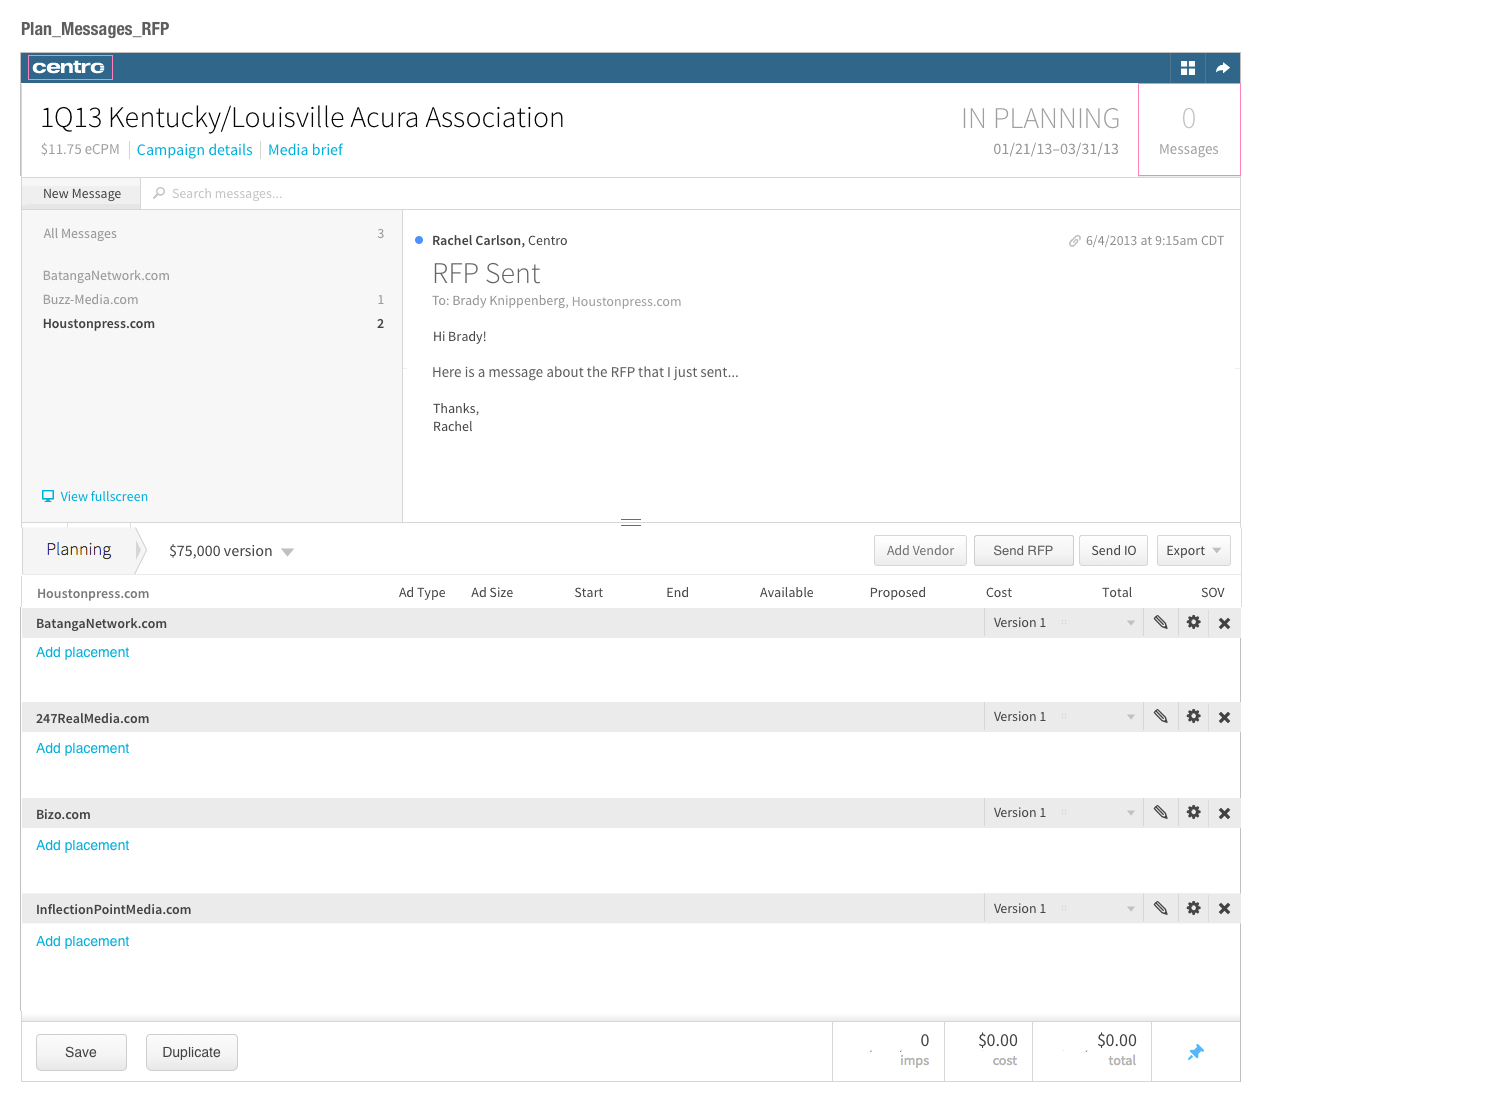 Plan_Messages_RFP
centro
1Q13 Kentucky/Louisville Acura Association
IN PLANNING
0
$11.75 eCPM
Campaign details
Media brief
01/21/13–03/31/13
Messages
New Message
Search messages...
All Messages 3
BatangaNetwork.com
Buzz-Media.com 1
Houstonpress.com 2
View fullscreen
Rachel Carlson, Centro
6/4/2013 at 9:15am CDT
RFP Sent
To: Brady Knippenberg, Houstonpress.com
Hi Brady!
Here is a message about the RFP that I just sent...
Thanks,
Rachel
Planning
$75,000 version
Add Vendor
Send RFP
Send IO
Export
Houstonpress.com Ad Type Ad Size Start End Available Proposed Cost Total SOV
BatangaNetwork.com Version 1
Add placement
247RealMedia.com Version 1
Add placement
Bizo.com Version 1
Add placement
InflectionPointMedia.com Version 1
Add placement
Save
Duplicate
0 $0.00 $0.00
imps cost total